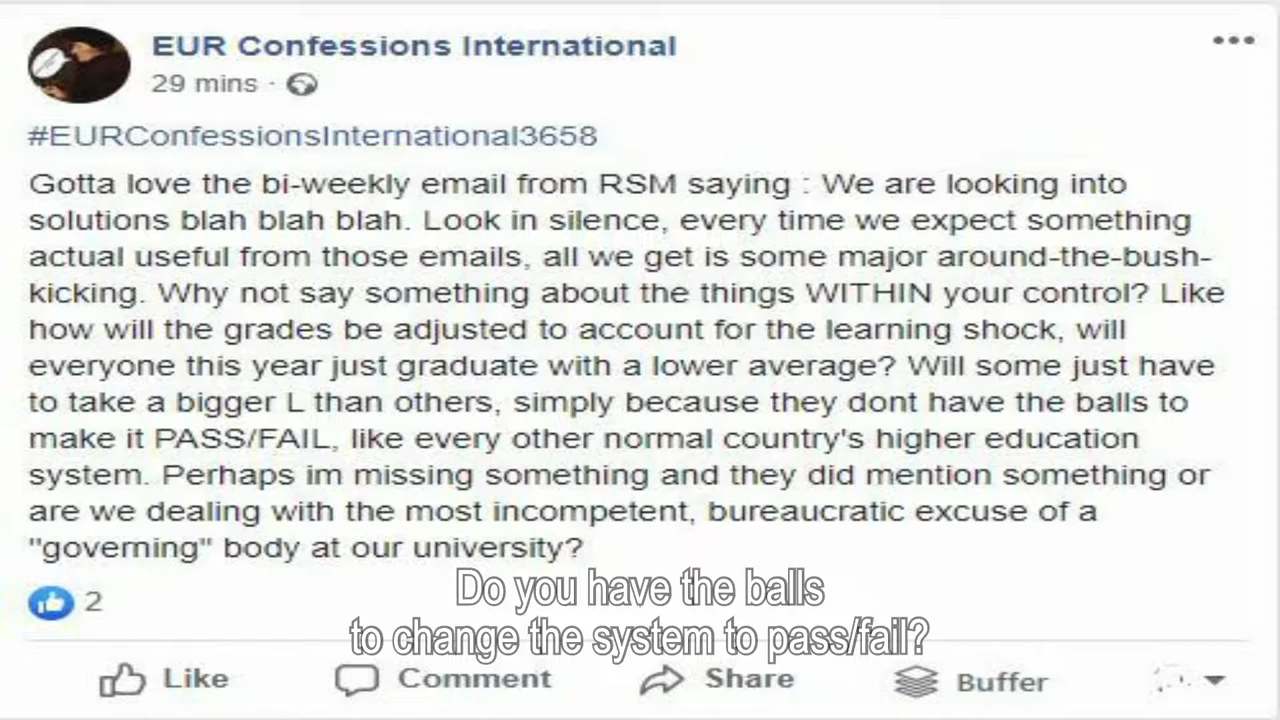 EUR Confessions International
29 mins ·
#EURConfessionsInternational3658
Gotta love the bi-weekly email from RSM saying : We are looking into
solutions blah blah blah. Look in silence, every time we expect something
actual useful from those emails, all we get is some major around-the-bush-
kicking. Why not say something about the things WITHIN your control? Like
how will the grades be adjusted to account for the learning shock, will
everyone this year just graduate with a lower average? Will some just have
to take a bigger L than others, simply because they dont have the balls to
make it PASS/FAIL, like every other normal country's higher education
system. Perhaps im missing something and they did mention something or
are we dealing with the most incompetent, bureaucratic excuse of a
"governing" body at our university?
Do you have the balls
to change the system to pass/fail?
2
Like Comment Share Buffer